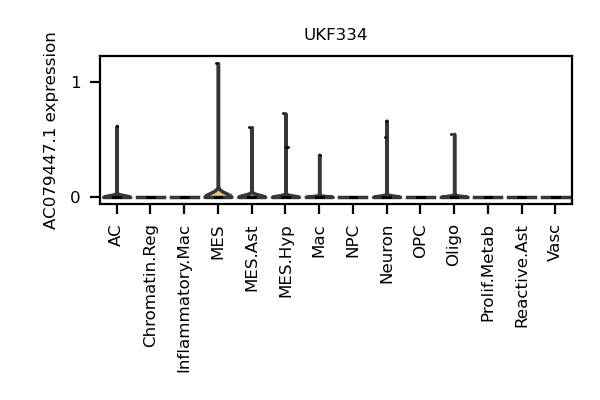 UKF334
AC079447.1 expression
1
0
AC
Chromatin.Reg
Inflammatory.Mac
MES
MES.Ast
MES.Hyp
Mac
NPC
Neuron
OPC
Oligo
Prolif.Metab
Reactive.Ast
Vasc